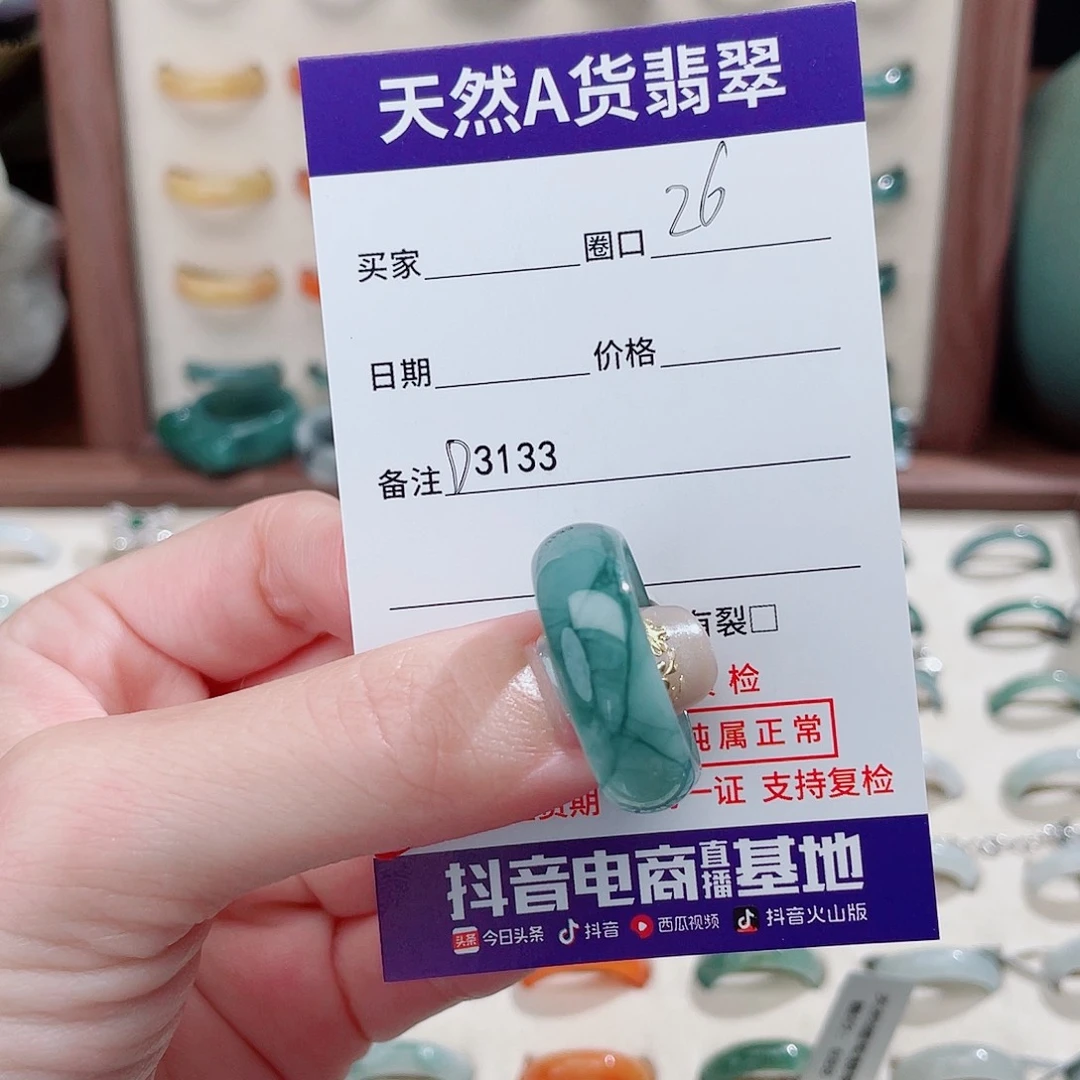 天然A货翡翠
买家 圈口 26
日期 价格
备注 D3133
有裂□
检
纯属正常
货期 一证 支持复检
抖音电商直播基地
头条 今日头条 抖音 西瓜视频 抖音火山版